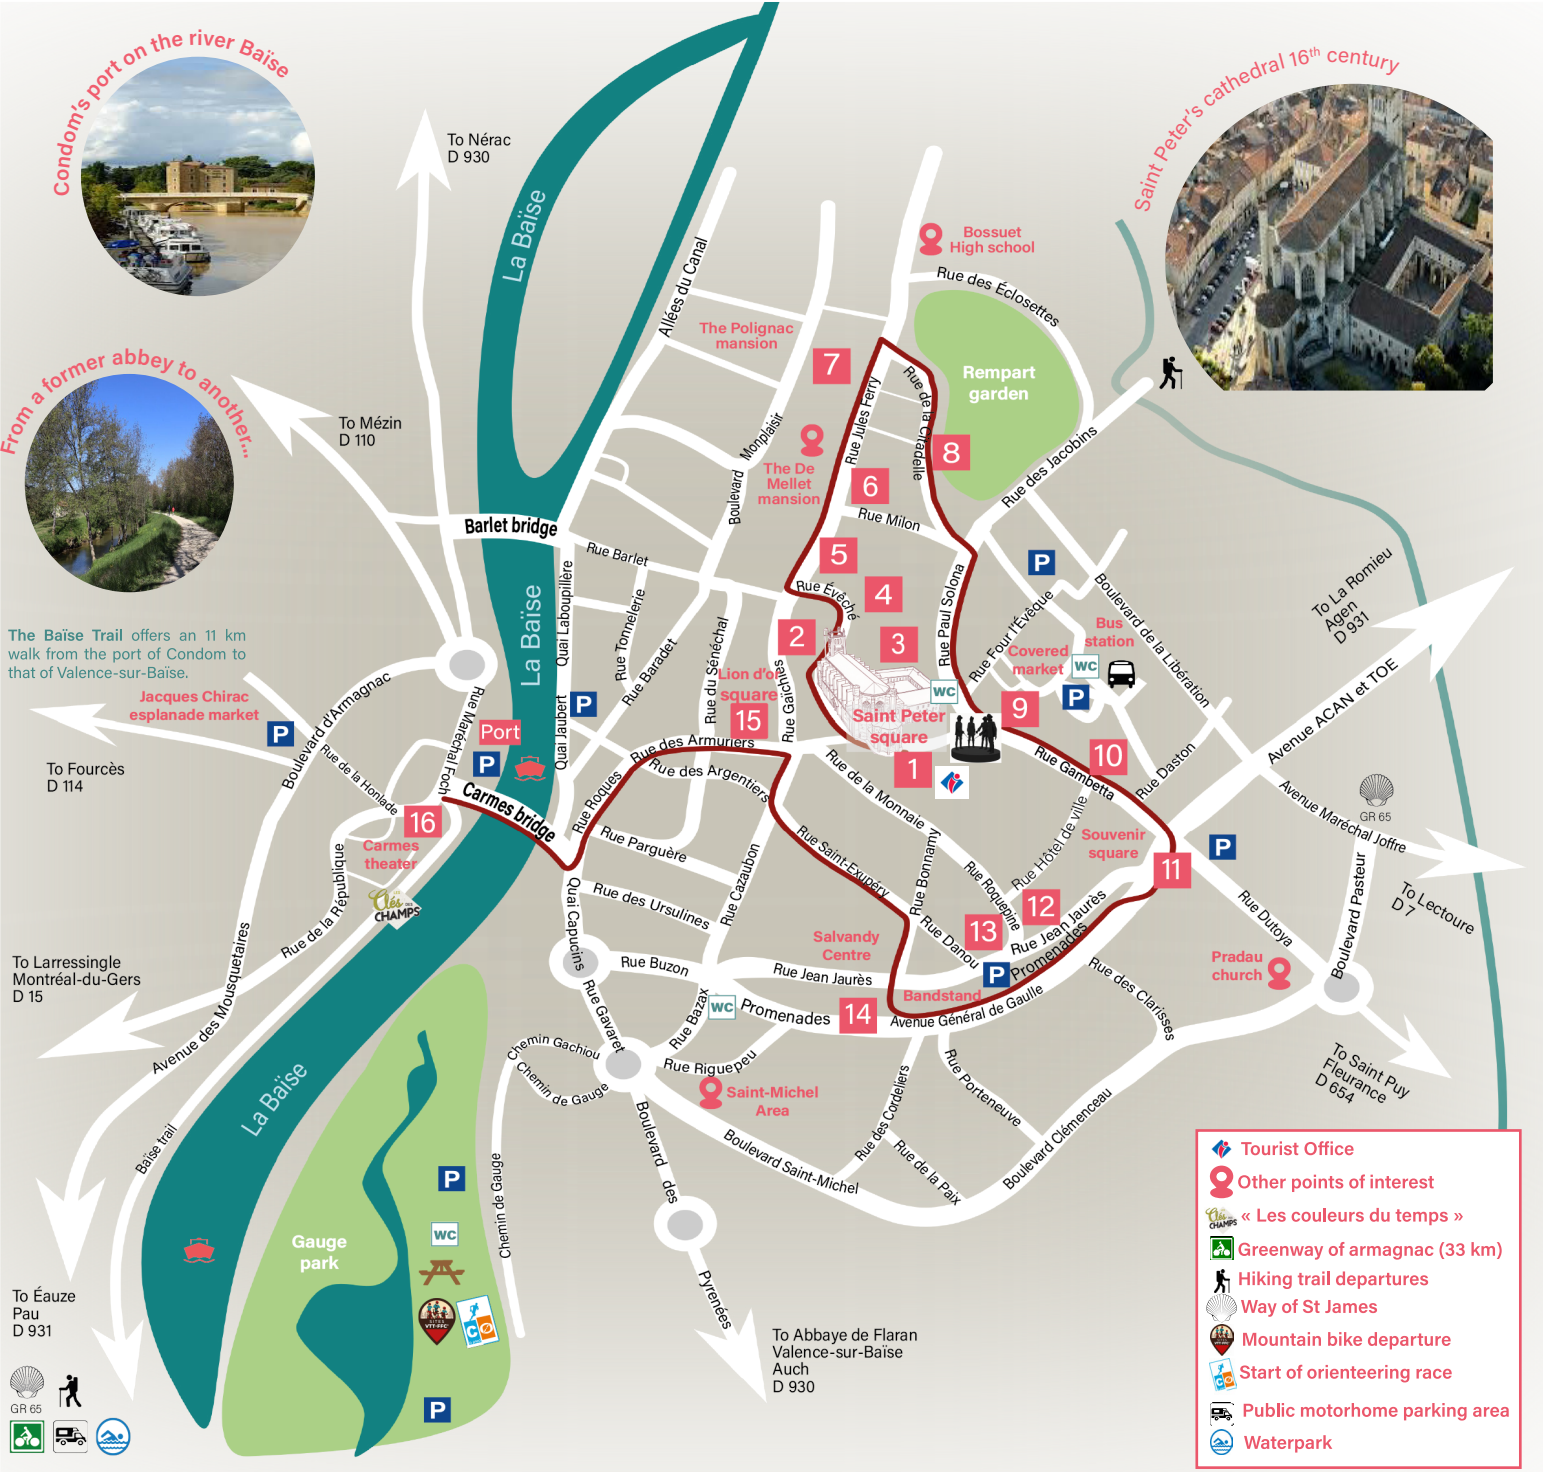 Condom's port on the river Baïse
Saint Peter's cathedral 16th century
From a former abbey to another...
The Baïse Trail offers an 11 km
walk from the port of Condom to
that of Valence-sur-Baïse.
To Nérac
D 930
To Mézin
D 110
La Baïse
Allées du Canal
Bossuet
High school
Rue des Éclosettes
The Polignac
mansion
7
Rempart
garden
Rue Jules Ferry
Rue de la Citadelle
Boulevard
Monplaisir
The De
Mellet
mansion
8
6
Rue des Jacobins
Rue Milon
Barlet bridge
Rue Barlet
5
P
Rue Évêché
4
To La Romieu
Agen
D 931
La Baïse
Quai Laboupillère
Rue Tonnelerie
Rue Baradet
Rue du Sénéchal
2
3
Rue Paul Solona
Rue Four l'Évêque
Boulevard de la Libération
Bus
station
Covered
market
WC
P
Jacques Chirac
esplanade market
P
Boulevard d'Armagnac
Rue Maréchal Foch
Quai Jaubert
P
Lion d'or
square
15
Rue Gaîchies
WC
Saint Peter
square
9
Avenue ACAN et TOE
Port
P
Rue des Armuriers
Rue des Argentiers
10
Rue Gambetta
Rue Daston
1
To Fourcès
D 114
Rue de la Honlade
Carmes bridge
Rue Roques
Rue de la Monnaie
Avenue Maréchal Joffre
GR 65
16
Carmes
theater
Rue Parguère
Rue Saint-Exupéry
Rue Bonnamy
Rue Hôtel de ville
Souvenir
square
P
11
Rue de la République
LES
Clés DES
CHAMPS
Quai Capucins
Rue des Ursulines
Rue Cazaubon
Rue Roquepine
12
13
Rue Jean Jaurès
Rue Danou
P
Promenades
Rue Dutoya
Boulevard Pasteur
To Lectoure
D 7
To Larressingle
Montréal-du-Gers
D 15
Avenue des Mousquetaires
Salvandy
Centre
Rue Buzon
Rue Jean Jaurès
Pradau
church
Rue des Clarisses
Rue Gavaret
Rue Bazax
WC
Promenades
14
Bandstand
Avenue Général de Gaulle
Chemin Gachiou
Chemin de Gauge
Rue Riguepeu
Saint-Michel
Area
Rue des Cordeliers
Rue Porteneuve
To Saint Puy
Fleurance
D 654
La Baïse
Baïse trail
Boulevard des
Pyrénées
Boulevard Saint-Michel
Rue de la Paix
Boulevard Clémenceau
Chemin de Gauge
P
WC
Gauge
park
SITES
VTT-FFC
CO
P
To Éauze
Pau
D 931
GR 65
To Abbaye de Flaran
Valence-sur-Baïse
Auch
D 930
Tourist Office
Other points of interest
Clés DES
CHAMPS
« Les couleurs du temps »
Greenway of armagnac (33 km)
Hiking trail departures
Way of St James
Mountain bike departure
Start of orienteering race
Public motorhome parking area
Waterpark